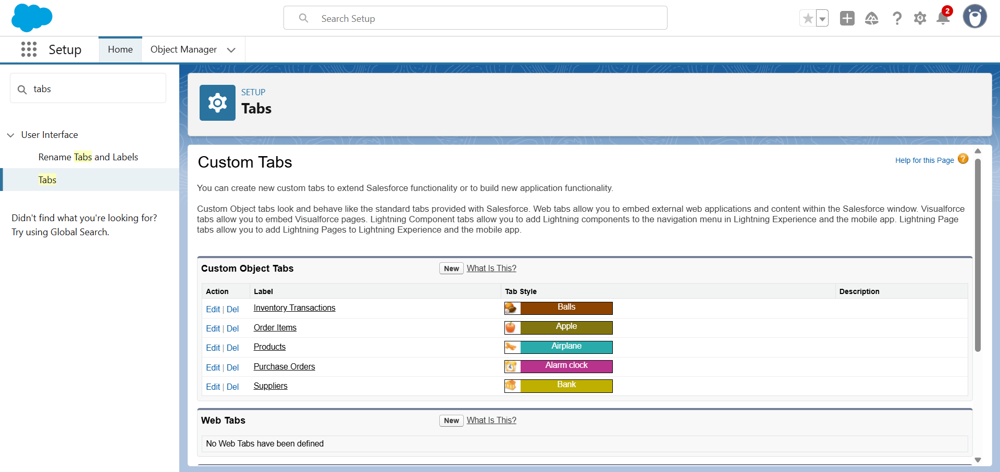 Search Setup
2
Setup
Home
Object Manager
tabs
User Interface
Rename Tabs and Labels
Tabs
Didn't find what you're looking for?
Try using Global Search.
SETUP
Tabs
Custom Tabs
Help for this Page ?
You can create new custom tabs to extend Salesforce functionality or to build new application functionality.
Custom Object tabs look and behave like the standard tabs provided with Salesforce. Web tabs allow you to embed external web applications and content within the Salesforce window. Visualforce
tabs allow you to embed Visualforce pages. Lightning Component tabs allow you to add Lightning components to the navigation menu in Lightning Experience and the mobile app. Lightning Page
tabs allow you to add Lightning Pages to Lightning Experience and the mobile app.
Custom Object Tabs New What Is This?
Action Label Tab Style Description
Edit | Del Inventory Transactions Balls
Edit | Del Order Items Apple
Edit | Del Products Airplane
Edit | Del Purchase Orders Alarm clock
Edit | Del Suppliers Bank
Web Tabs New What Is This?
No Web Tabs have been defined